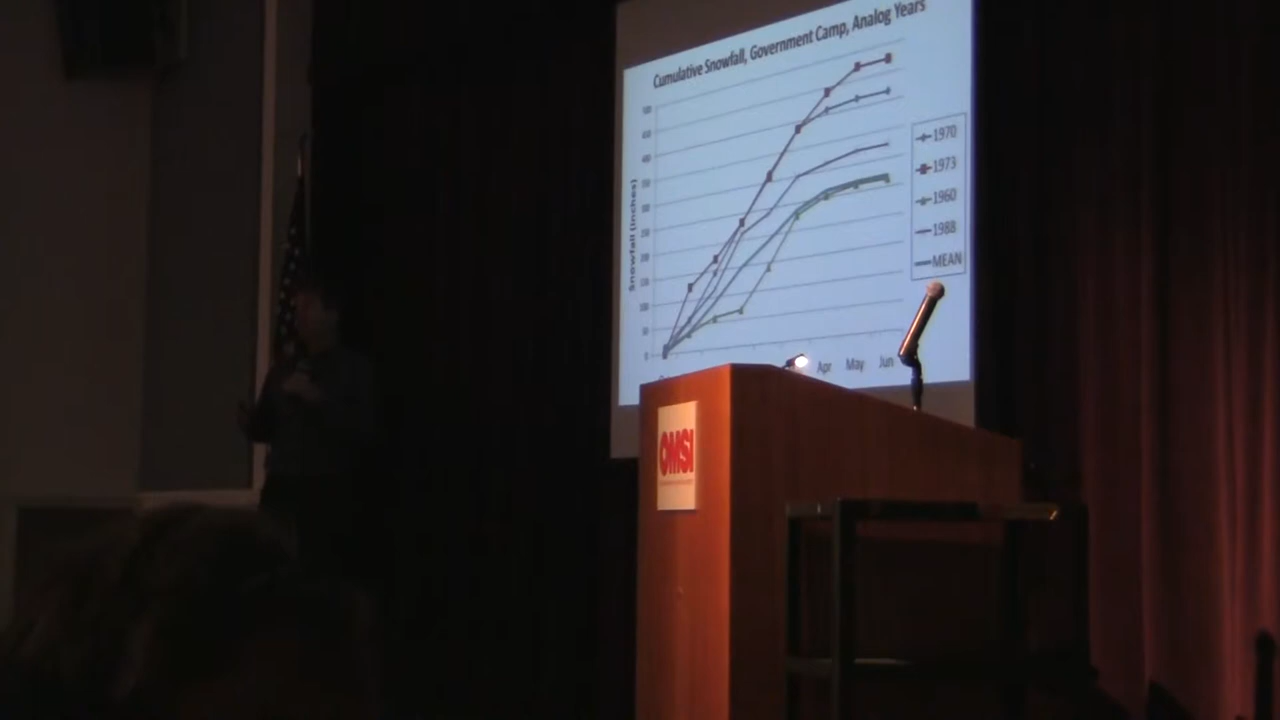 Cumulative Snowfall, Government Camp, Analog Years
Snowfall (inches)
1970
1973
1960
1988
MEAN
Apr May Jun
OMSI